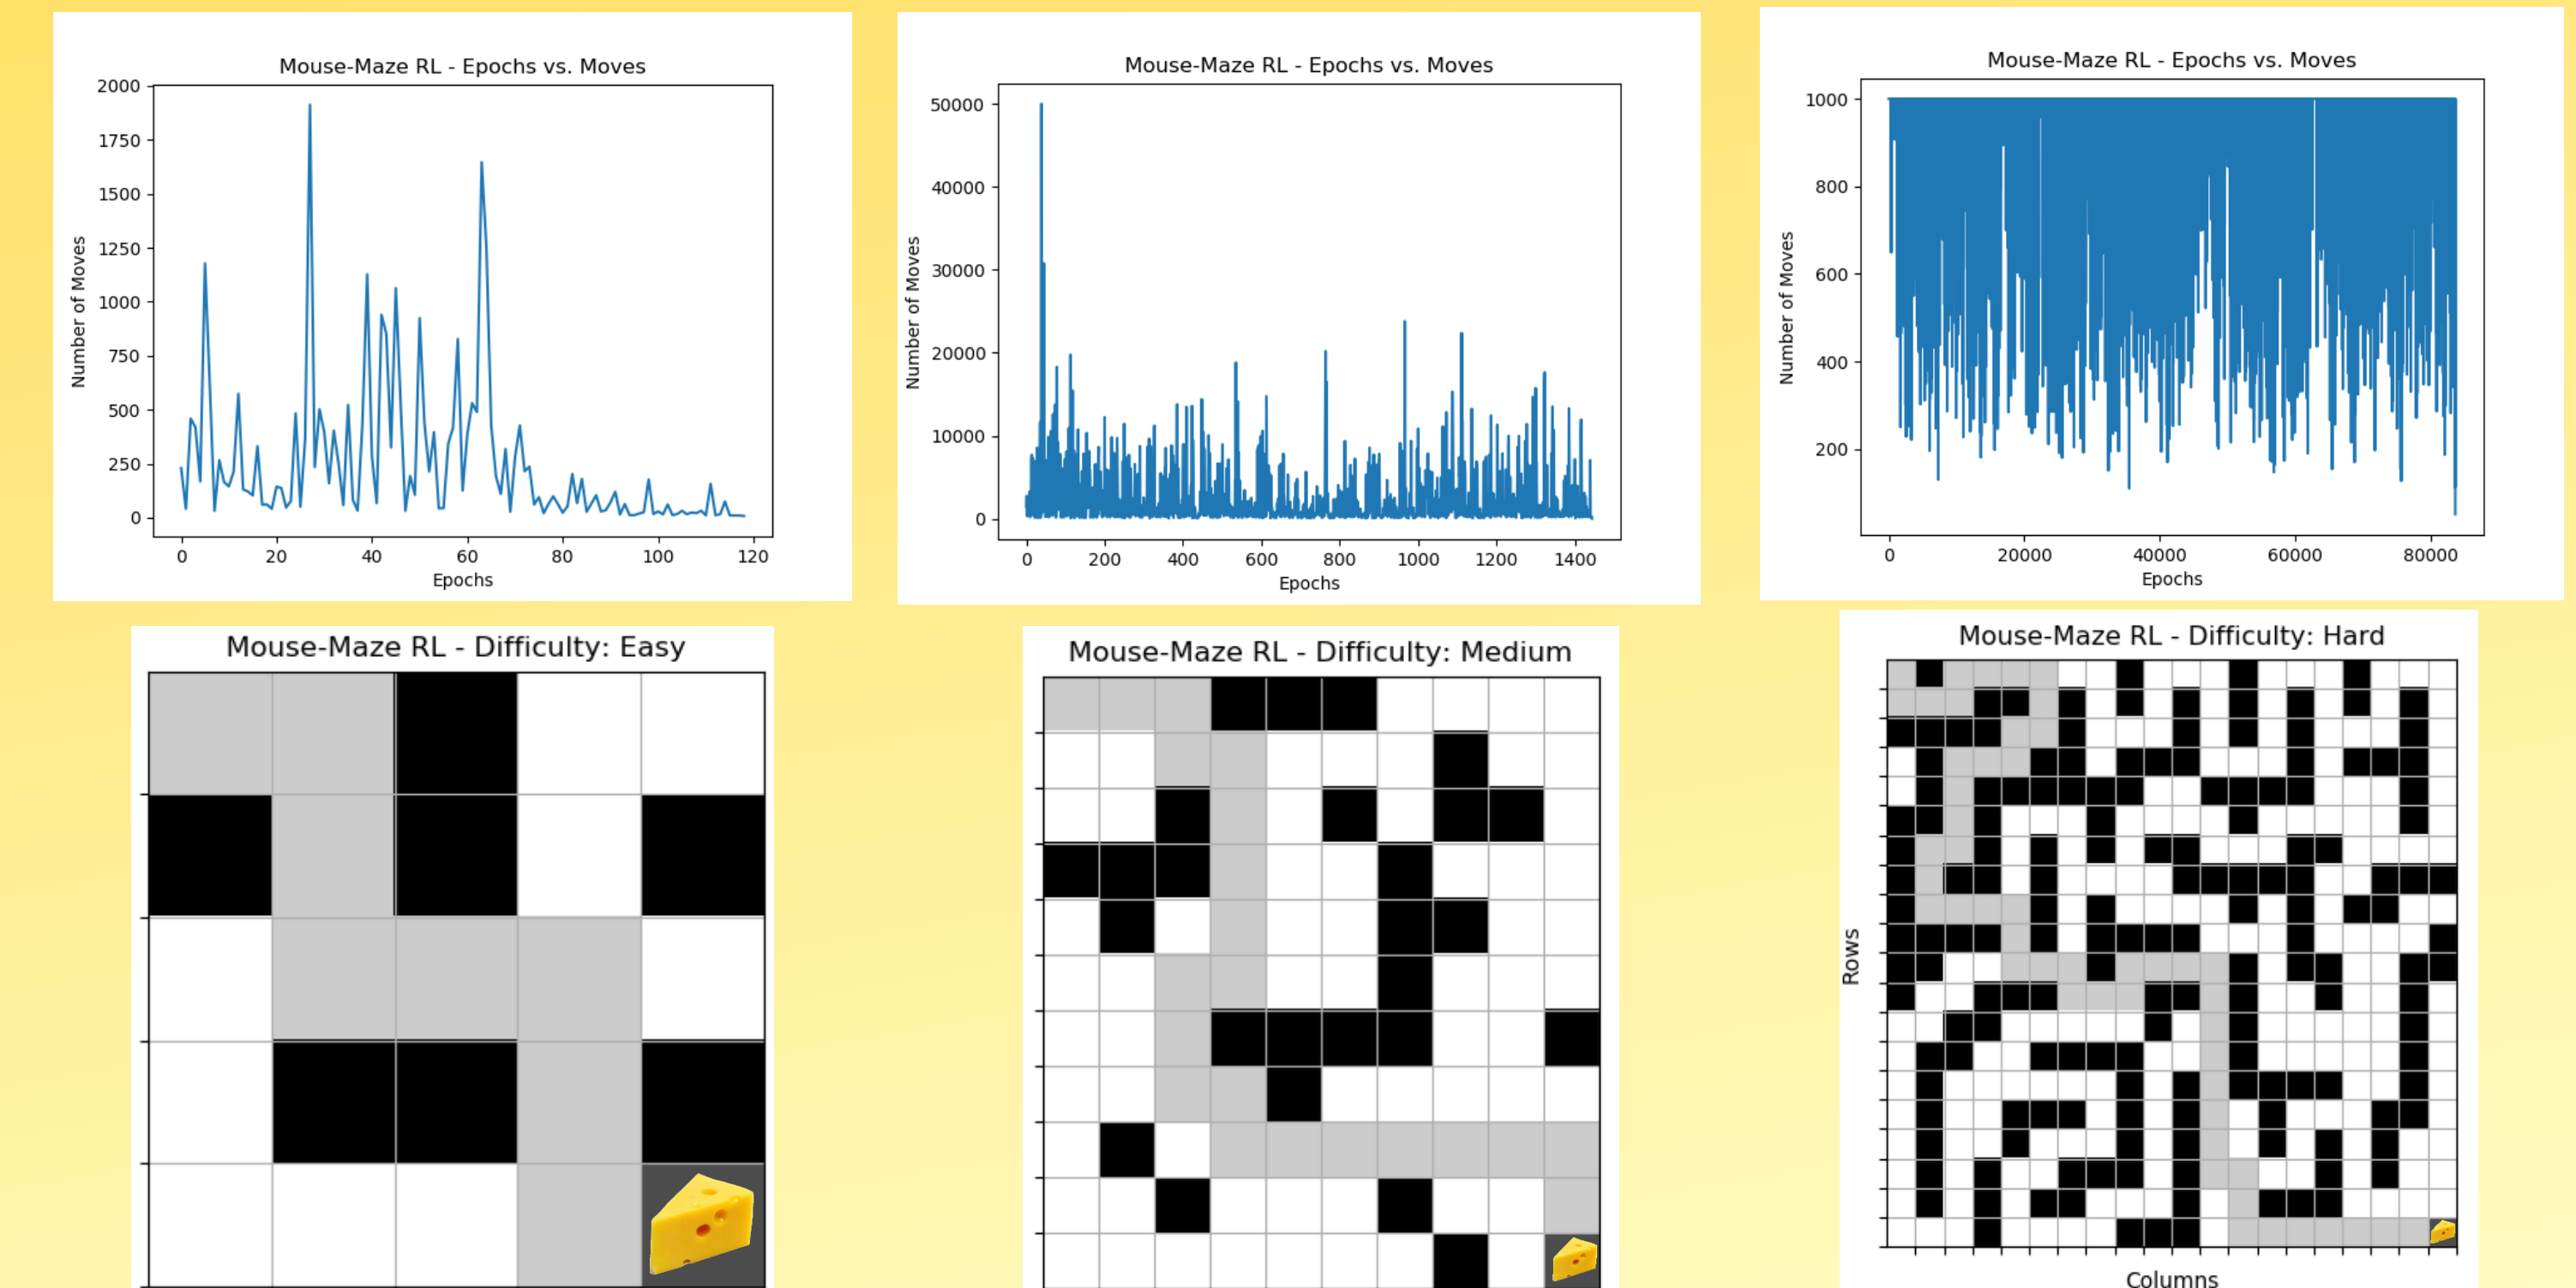 Mouse-Maze RL - Epochs vs. Moves
2000
1750
1500
1250
1000
750
500
250
0
Number of Moves
0 20 40 60 80 100 120
Epochs
Mouse-Maze RL - Epochs vs. Moves
50000
40000
30000
20000
10000
0
Number of Moves
0 200 400 600 800 1000 1200 1400
Epochs
Mouse-Maze RL - Epochs vs. Moves
1000
800
600
400
200
Number of Moves
0 20000 40000 60000 80000
Epochs
Mouse-Maze RL - Difficulty: Easy
Mouse-Maze RL - Difficulty: Medium
Mouse-Maze RL - Difficulty: Hard
Rows
Columns